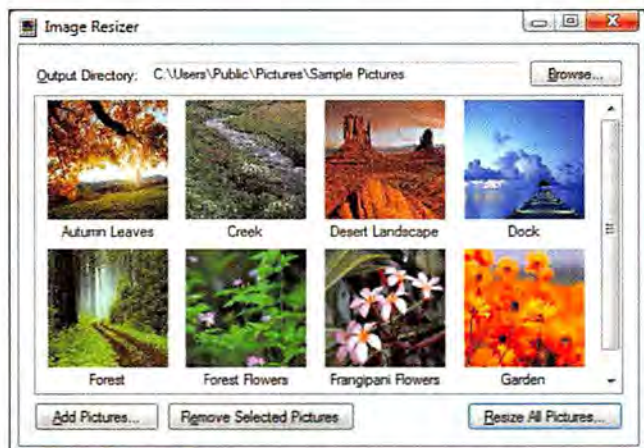 Image Resizer
Output Directory: C:\Users\Public\Pictures\Sample Pictures Browse...
Autumn Leaves Creek Desert Landscape Dock
Forest Forest Flowers Frangipani Flowers Garden
Add Pictures... Remove Selected Pictures Resize All Pictures...